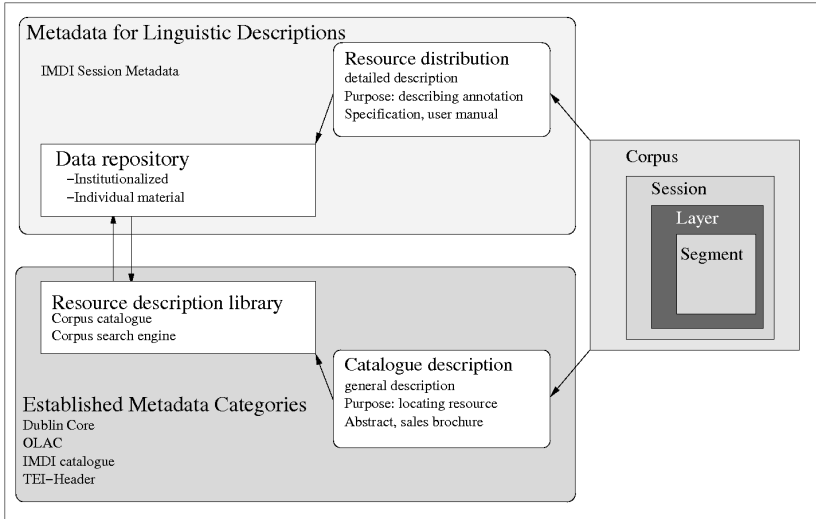 Metadata for Linguistic Descriptions
IMDI Session Metadata
Resource distribution
detailed description
Purpose: describing annotation
Specification, user manual
Data repository
−Institutionalized
−Individual material
Corpus
Session
Layer
Segment
Resource description library
Corpus catalogue
Corpus search engine
Catalogue description
general description
Purpose: locating resource
Abstract, sales brochure
Established Metadata Categories
Dublin Core
OLAC
IMDI catalogue
TEI−Header